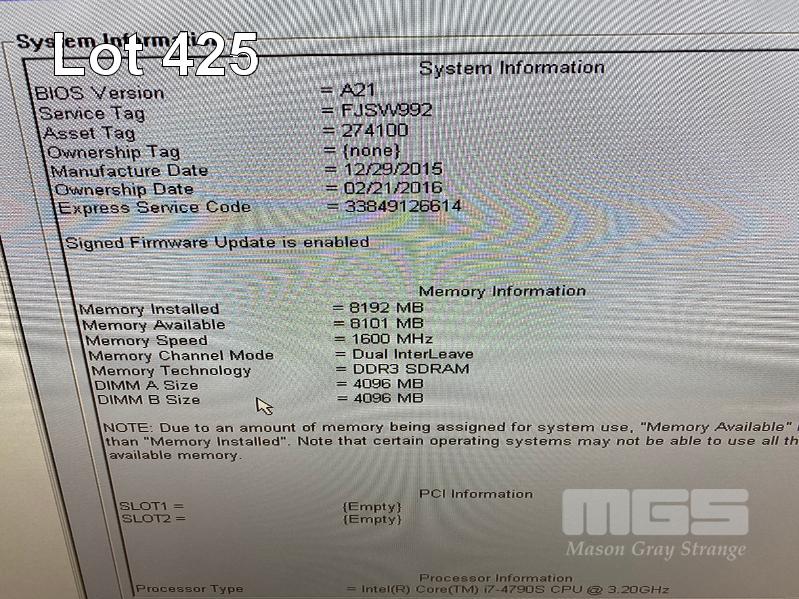 System Information
Lot 425
System Information
BIOS Version = A21
Service Tag = FJSW992
Asset Tag = 274100
Ownership Tag = {none}
Manufacture Date = 12/29/2015
Ownership Date = 02/21/2016
Express Service Code = 33849126614
Signed Firmware Update is enabled
Memory Information
Memory Installed = 8192 MB
Memory Available = 8101 MB
Memory Speed = 1600 MHz
Memory Channel Mode = Dual InterLeave
Memory Technology = DDR3 SDRAM
DIMM A Size = 4096 MB
DIMM B Size = 4096 MB
NOTE: Due to an amount of memory being assigned for system use, "Memory Available"
than "Memory Installed". Note that certain operating systems may not be able to use all
available memory.
PCI Information
SLOT1 = {Empty}
SLOT2 = {Empty}
MGS
Mason Gray Strange
Processor Information
Processor Type = Intel(R) Core(TM) i7-4790S CPU @ 3.20GHz